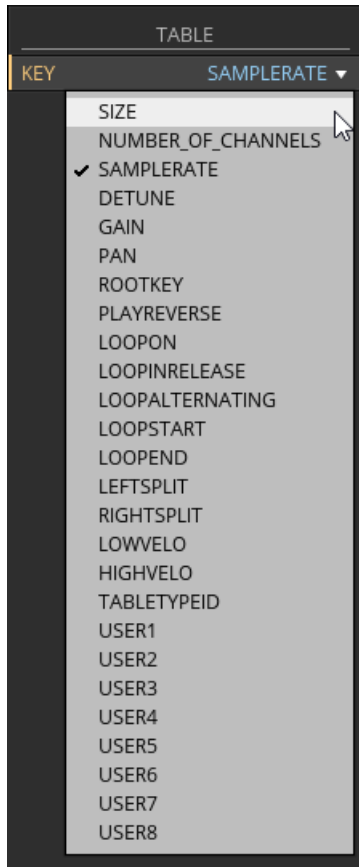 TABLE
KEY SAMPLERATE
SIZE
NUMBER_OF_CHANNELS
SAMPLERATE
DETUNE
GAIN
PAN
ROOTKEY
PLAYREVERSE
LOOPON
LOOPINRELEASE
LOOPALTERNATING
LOOPSTART
LOOPEND
LEFTSPLIT
RIGHTSPLIT
LOWVELO
HIGHVELO
TABLETYPEID
USER1
USER2
USER3
USER4
USER5
USER6
USER7
USER8